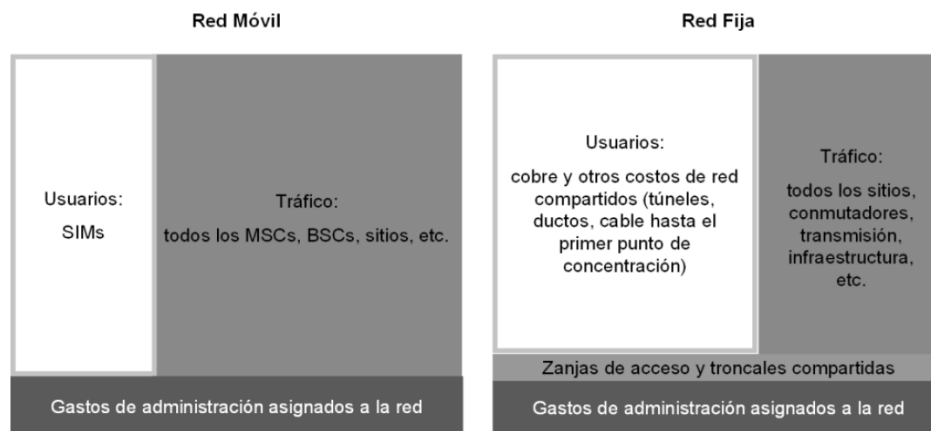 Red Móvil
Usuarios:
SIMs
Tráfico:
todos los MSCs, BSCs, sitios, etc.
Gastos de administración asignados a la red
Red Fija
Usuarios:
cobre y otros costos de red
compartidos (túneles,
ductos, cable hasta el
primer punto de
concentración)
Tráfico:
todos los sitios,
conmutadores,
transmisión,
infraestructura,
etc.
Zanjas de acceso y troncales compartidas
Gastos de administración asignados a la red